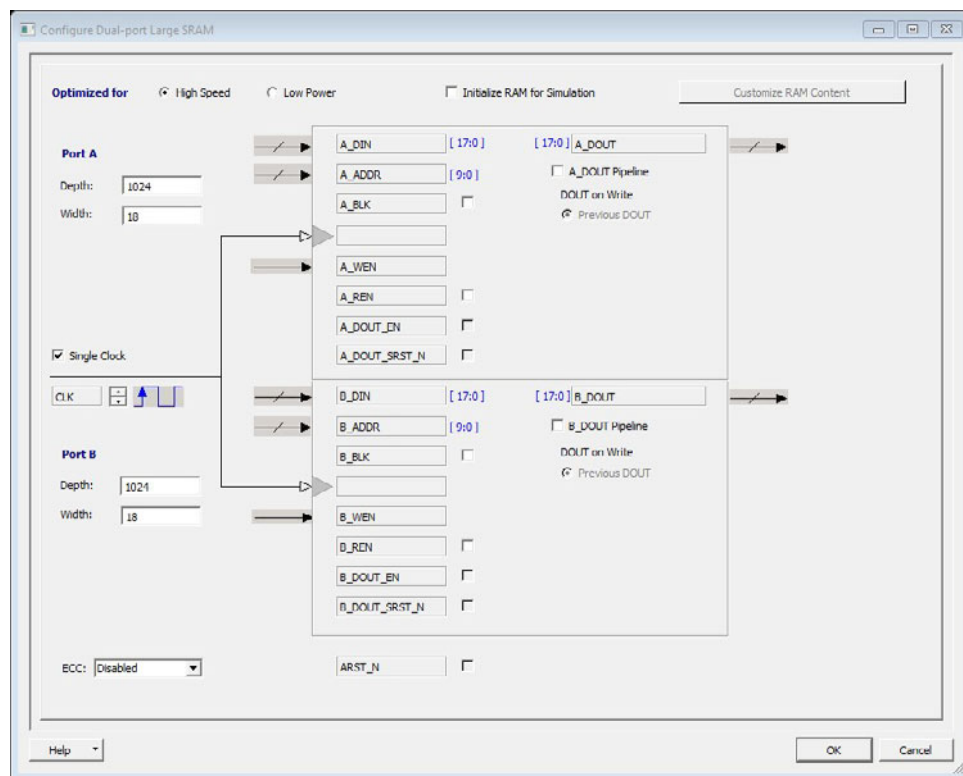 Configure Dual-port Large SRAM
Optimized for High Speed Low Power Initialize RAM for Simulation Customize RAM Content
Port A
Depth: 1024
Width: 18
A_DIN [ 17:0 ] [ 17:0 ] A_DOUT
A_ADDR [ 9:0 ] A_DOUT Pipeline
A_BLK DOUT on Write
Previous DOUT
A_WEN
A_REN
A_DOUT_EN
A_DOUT_SRST_N
Single Clock
CLK
Port B
Depth: 1024
Width: 18
B_DIN [ 17:0 ] [ 17:0 ] B_DOUT
B_ADDR [ 9:0 ] B_DOUT Pipeline
B_BLK DOUT on Write
Previous DOUT
B_WEN
B_REN
B_DOUT_EN
B_DOUT_SRST_N
ECC: Disabled ARST_N
Help OK Cancel